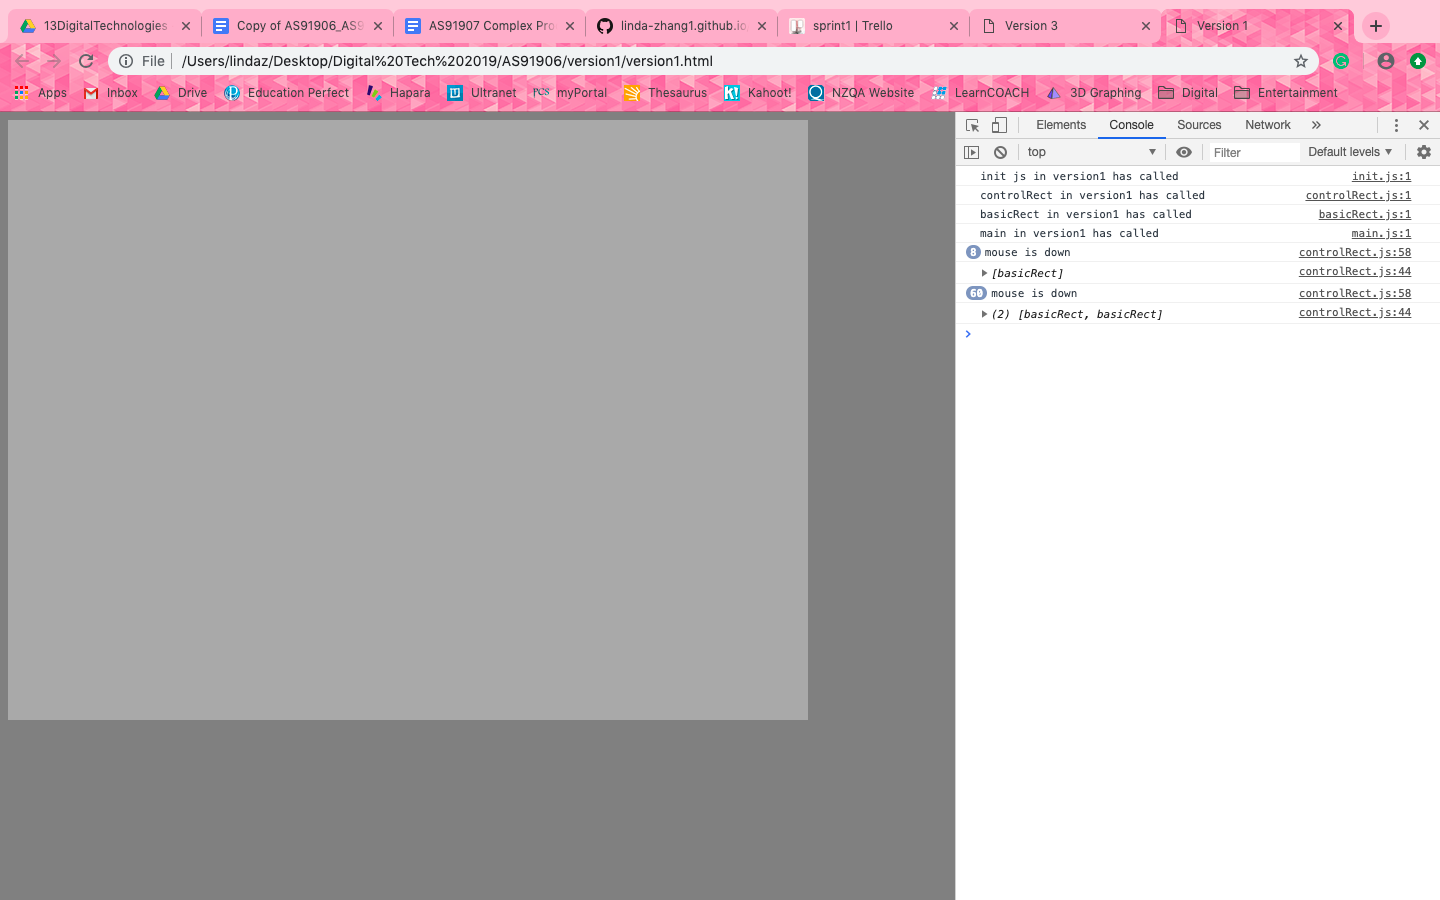 13DigitalTechnologies
Copy of AS91906_AS9
AS91907 Complex Pro
linda-zhang1.github.io
sprint1 | Trello
Version 3
Version 1
File
/Users/lindaz/Desktop/Digital%20Tech%202019/AS91906/version1/version1.html
Apps
Inbox
Drive
Education Perfect
Hapara
Ultranet
PCS myPortal
Thesaurus
K! Kahoot!
NZQA Website
LearnCOACH
3D Graphing
Digital
Entertainment
Elements
Console
Sources
Network
»
top
Filter
Default levels
init js in version1 has called init.js:1
controlRect in version1 has called controlRect.js:1
basicRect in version1 has called basicRect.js:1
main in version1 has called main.js:1
8 mouse is down controlRect.js:58
[basicRect] controlRect.js:44
60 mouse is down controlRect.js:58
(2) [basicRect, basicRect] controlRect.js:44